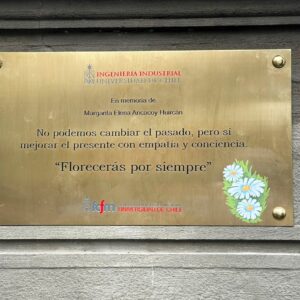 INGENIERÍA INDUSTRIAL
UNIVERSIDAD DE CHILE
En memoria de
Margarita Elena Ancacoy Huircán
No podemos cambiar el pasado, pero sí
mejorar el presente con empatía y conciencia.
"Florecerás por siempre"
fcfm
UNIVERSIDAD DE CHILE